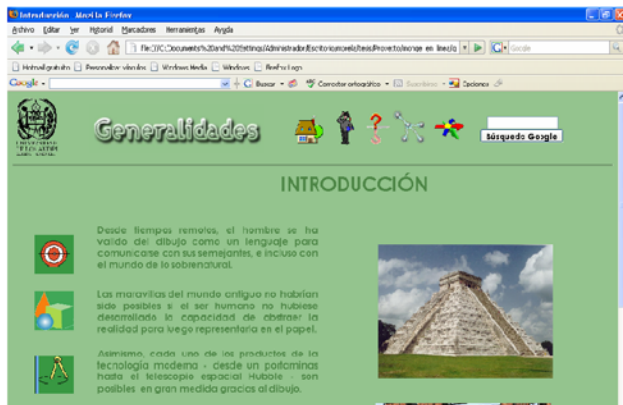 Introducción - Mozilla Firefox
Archivo Editar Ver Historial Marcadores Herramientas Ayuda
Google
Hotmail gratuito Personalizar vínculos Windows Media Windows
Google Buscar Corrector ortográfico Opciones
Generalidades
Búsqueda Google
INTRODUCCIÓN
Desde tiempos remotos, el hombre se ha
valido del dibujo como un lenguaje para
comunicarse con sus semejantes, e incluso con
el mundo de lo sobrenatural.
Las maravillas del mundo antiguo no habrían
sido posibles si el ser humano no hubiese
desarrollado la capacidad de abstraer la
realidad para luego representarla en el papel.
Asimismo, cada uno de los productos de la
tecnología moderna - desde un portaminas
hasta el telescopio espacial Hubble - son
posibles en gran medida gracias al dibujo.